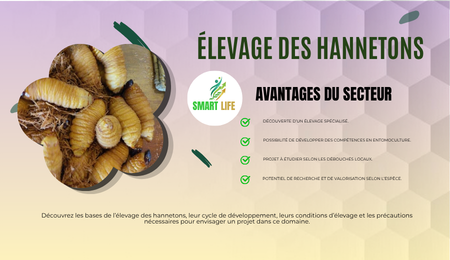 ÉLEVAGE DES HANNETONS
SMART LIFE
AVANTAGES DU SECTEUR
DÉCOUVERTE D'UN ÉLEVAGE SPÉCIALISÉ.
POSSIBILITÉ DE DÉVELOPPER DES COMPÉTENCES EN ENTOMOCULTURE.
PROJET À ÉTUDIER SELON LES DÉBOUCHÉS LOCAUX.
POTENTIEL DE RECHERCHE ET DE VALORISATION SELON L'ESPÈCE.
Découvrez les bases de l'élevage des hannetons, leur cycle de développement, leurs conditions d'élevage et les précautions
nécessaires pour envisager un projet dans ce domaine.